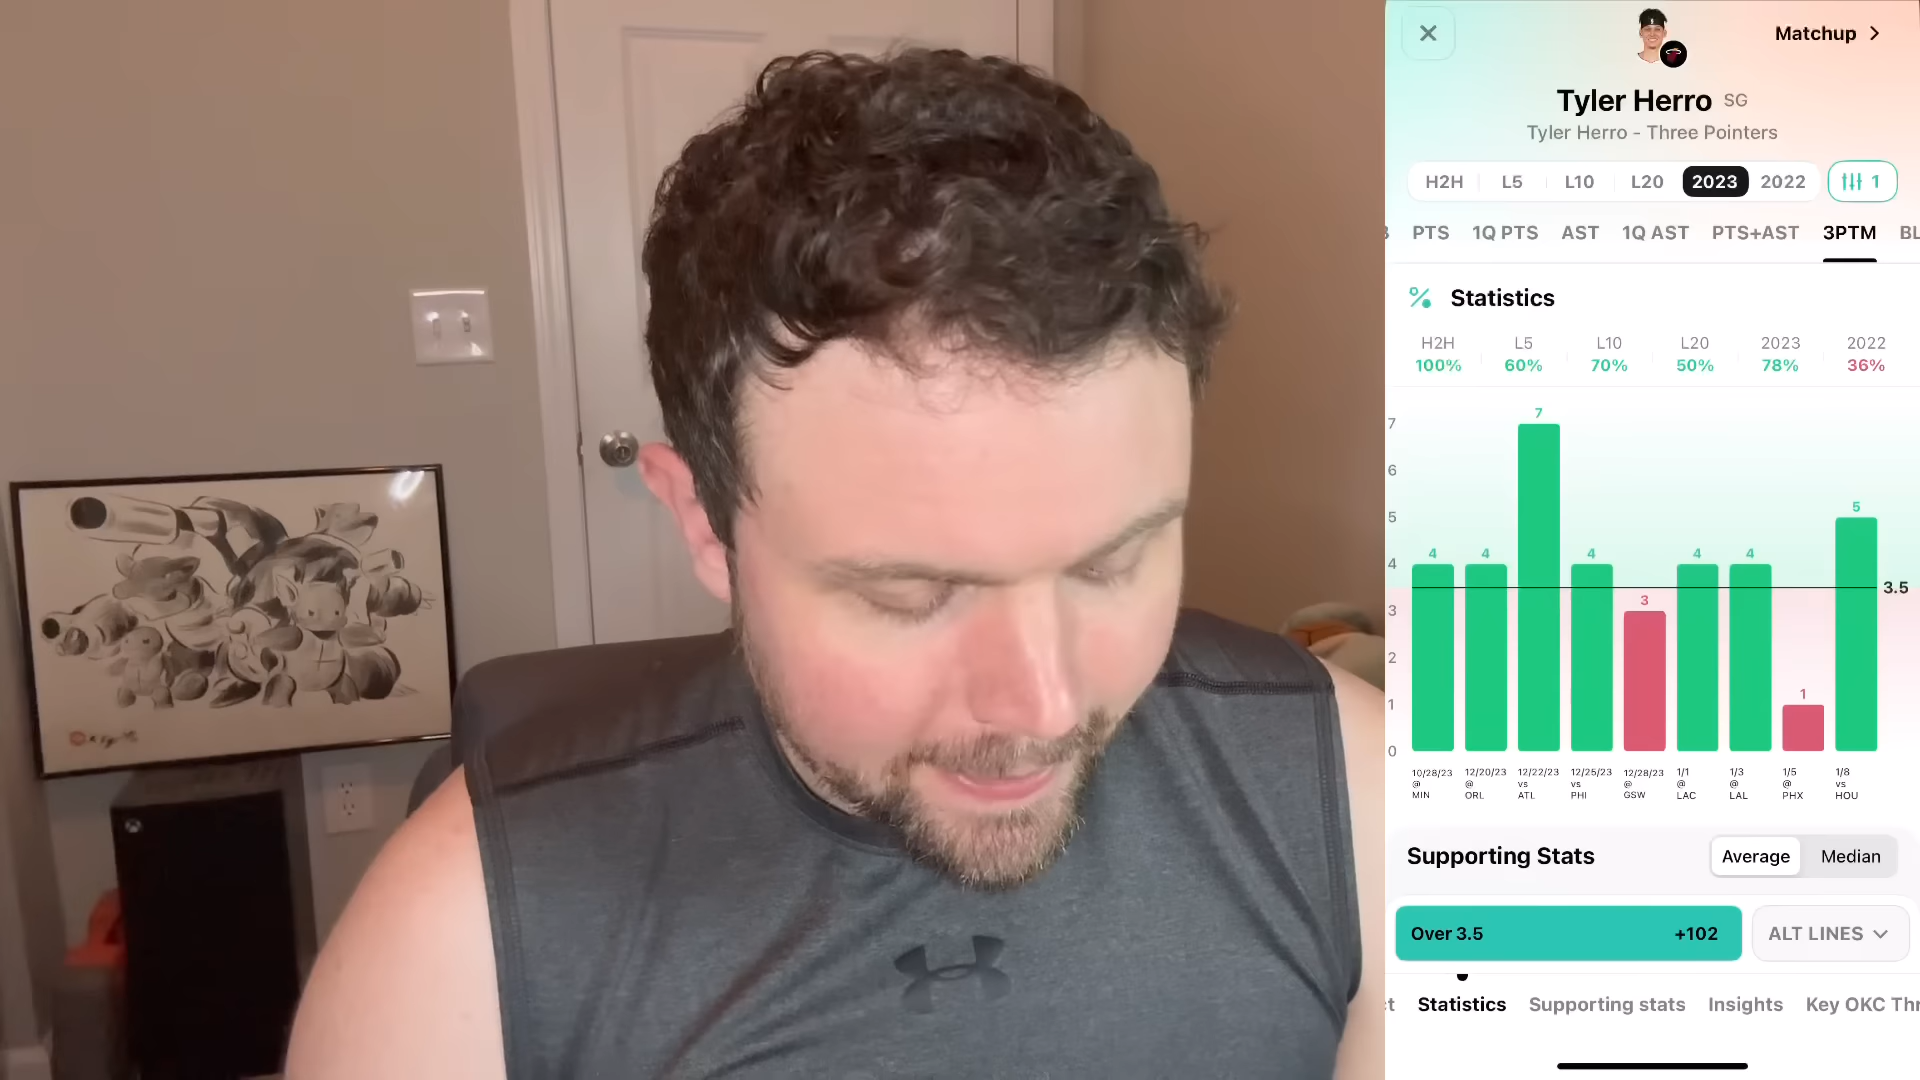 Matchup
Tyler Herro SG
Tyler Herro - Three Pointers
H2H L5 L10 L20 2023 2022 1
PTS 1Q PTS AST 1Q AST PTS+AST 3PTM BL
Statistics
H2H L5 L10 L20 2023 2022
100% 60% 70% 50% 78% 36%
7
7
6
5
5
4 4 4 4 4
4
3.5
3
3
2
1
1
0
10/28/23 12/20/23 12/22/23 12/25/23 12/28/23 1/1 1/3 1/5 1/8
@ @ vs vs @ @ @ @ vs
MIN ORL ATL PHI GSW LAC LAL PHX HOU
Supporting Stats Average Median
Over 3.5 +102 ALT LINES
t Statistics Supporting stats Insights Key OKC Thr